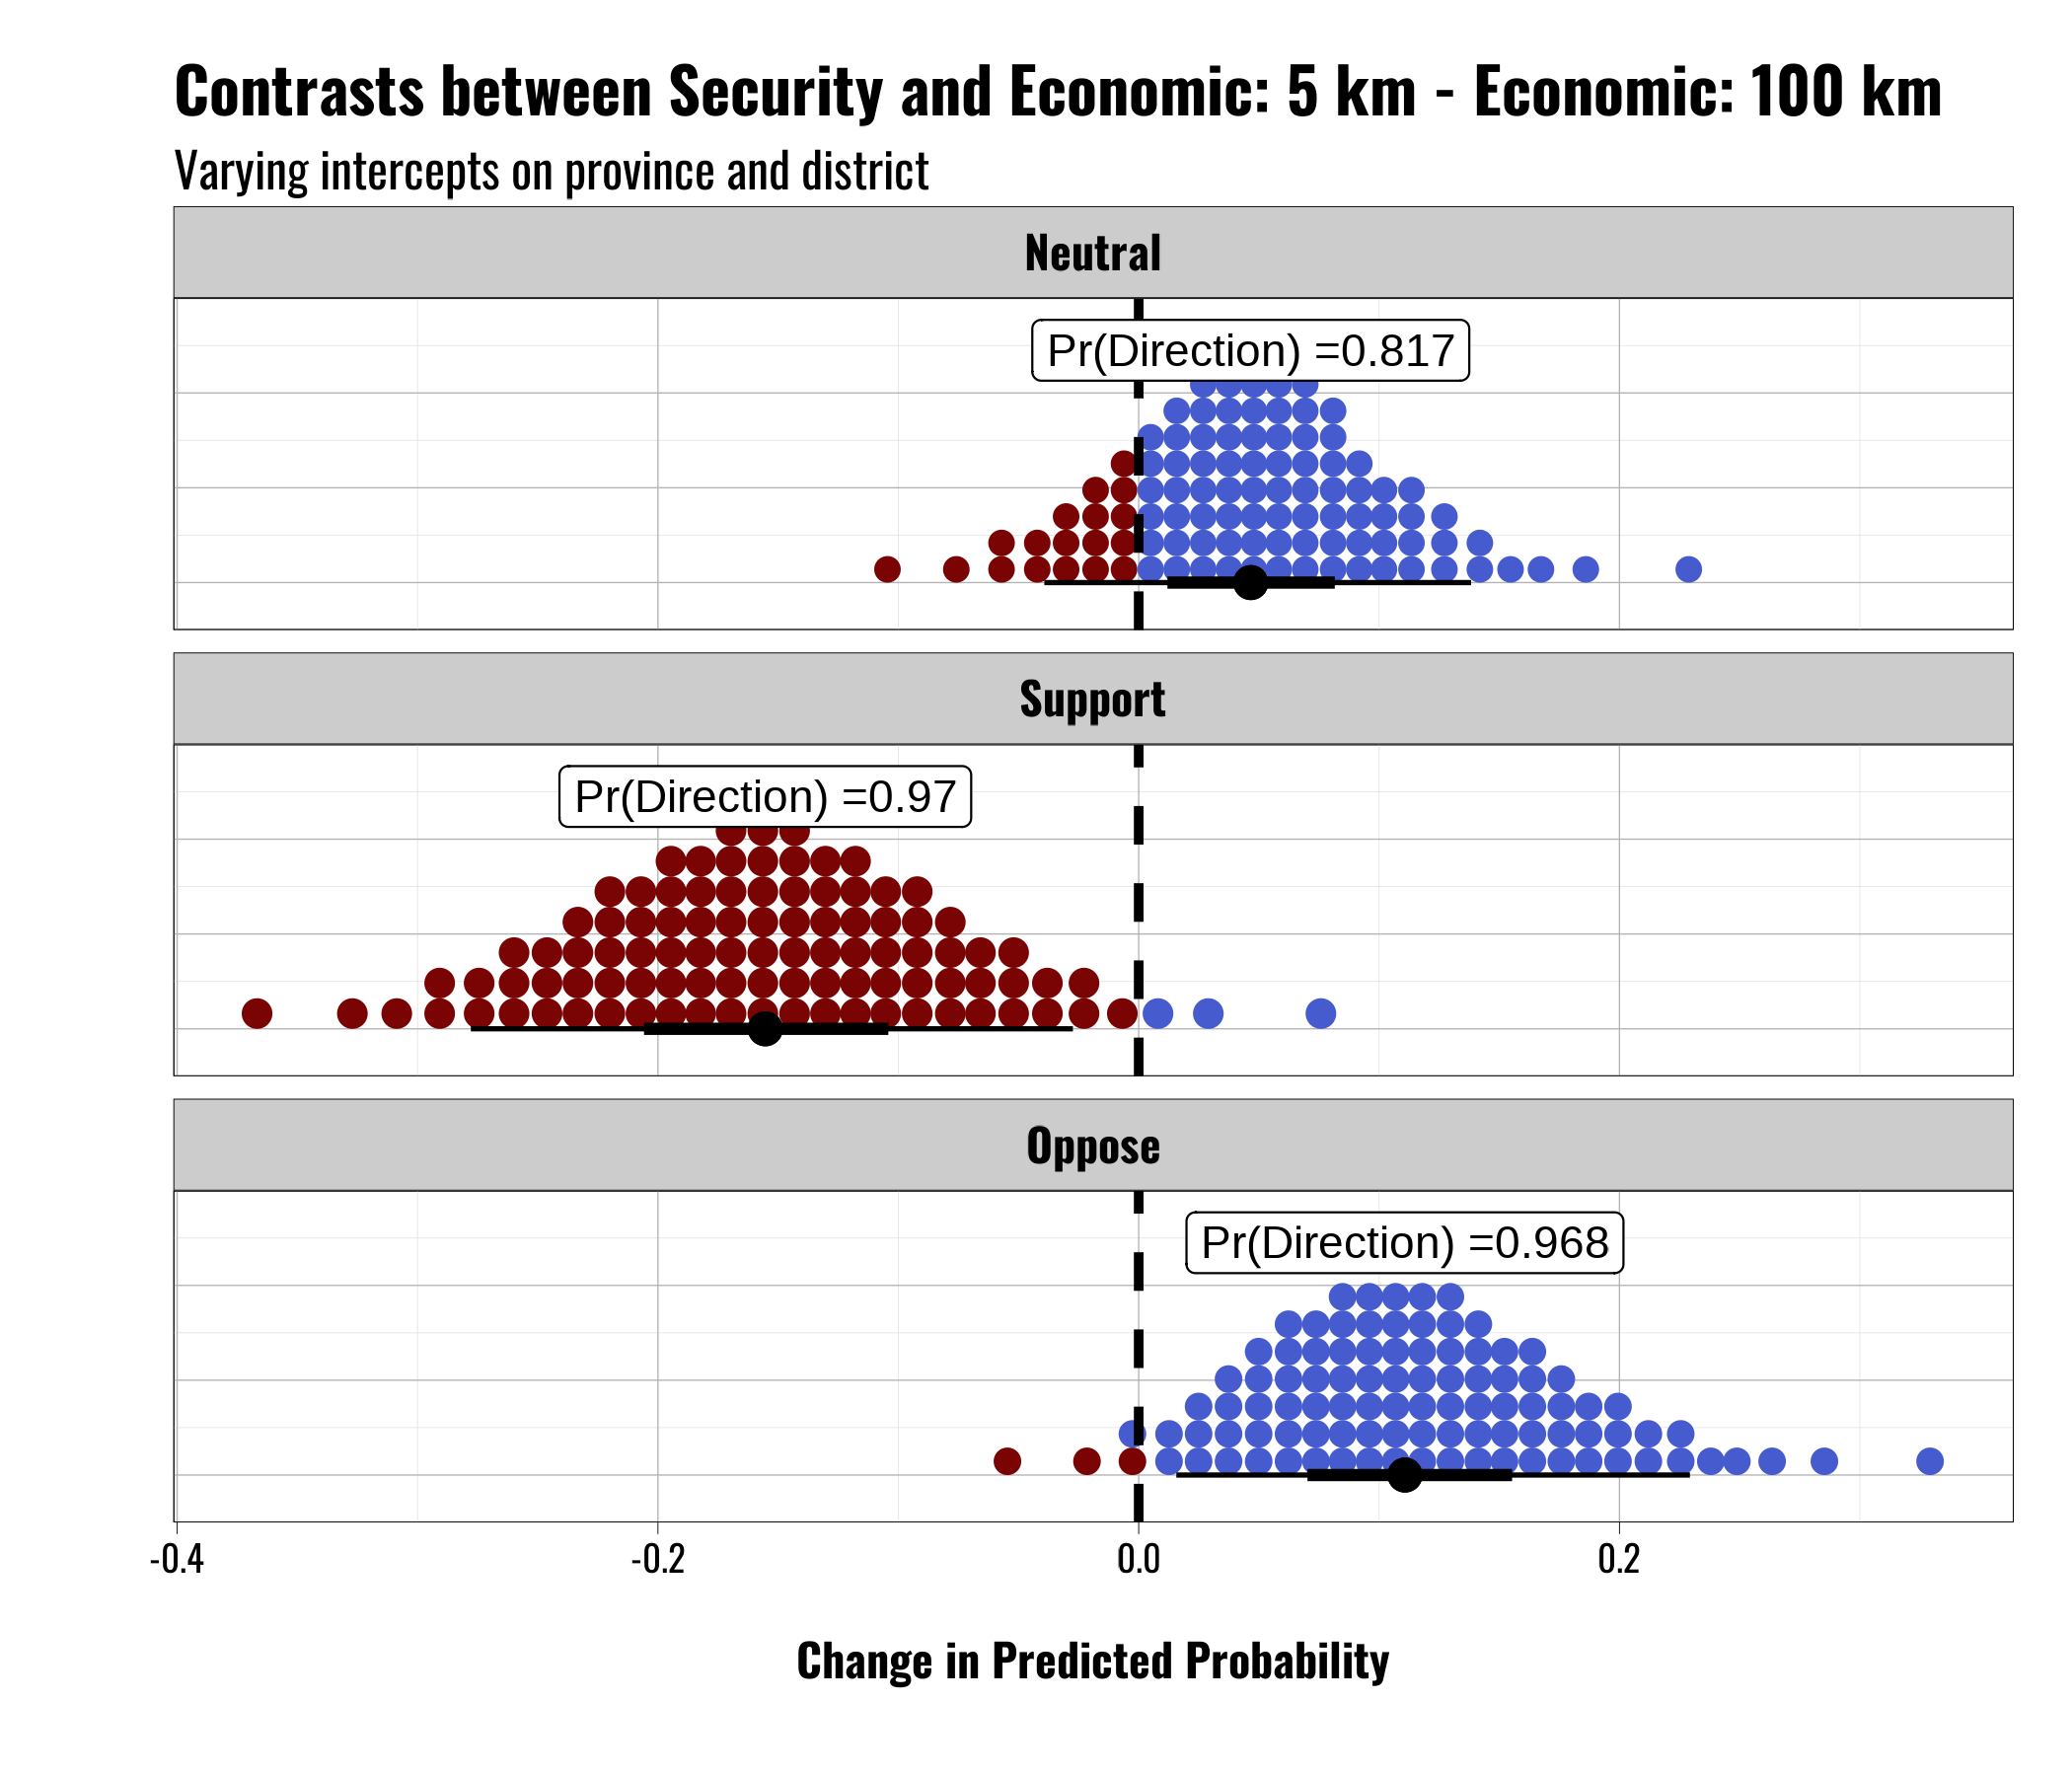 Contrasts between Security and Economic: 5 km - Economic: 100 km
Varying intercepts on province and district
Neutral
Pr(Direction) =0.817
Support
Pr(Direction) =0.97
Oppose
Pr(Direction) =0.968
-0.4 -0.2 0.0 0.2
Change in Predicted Probability